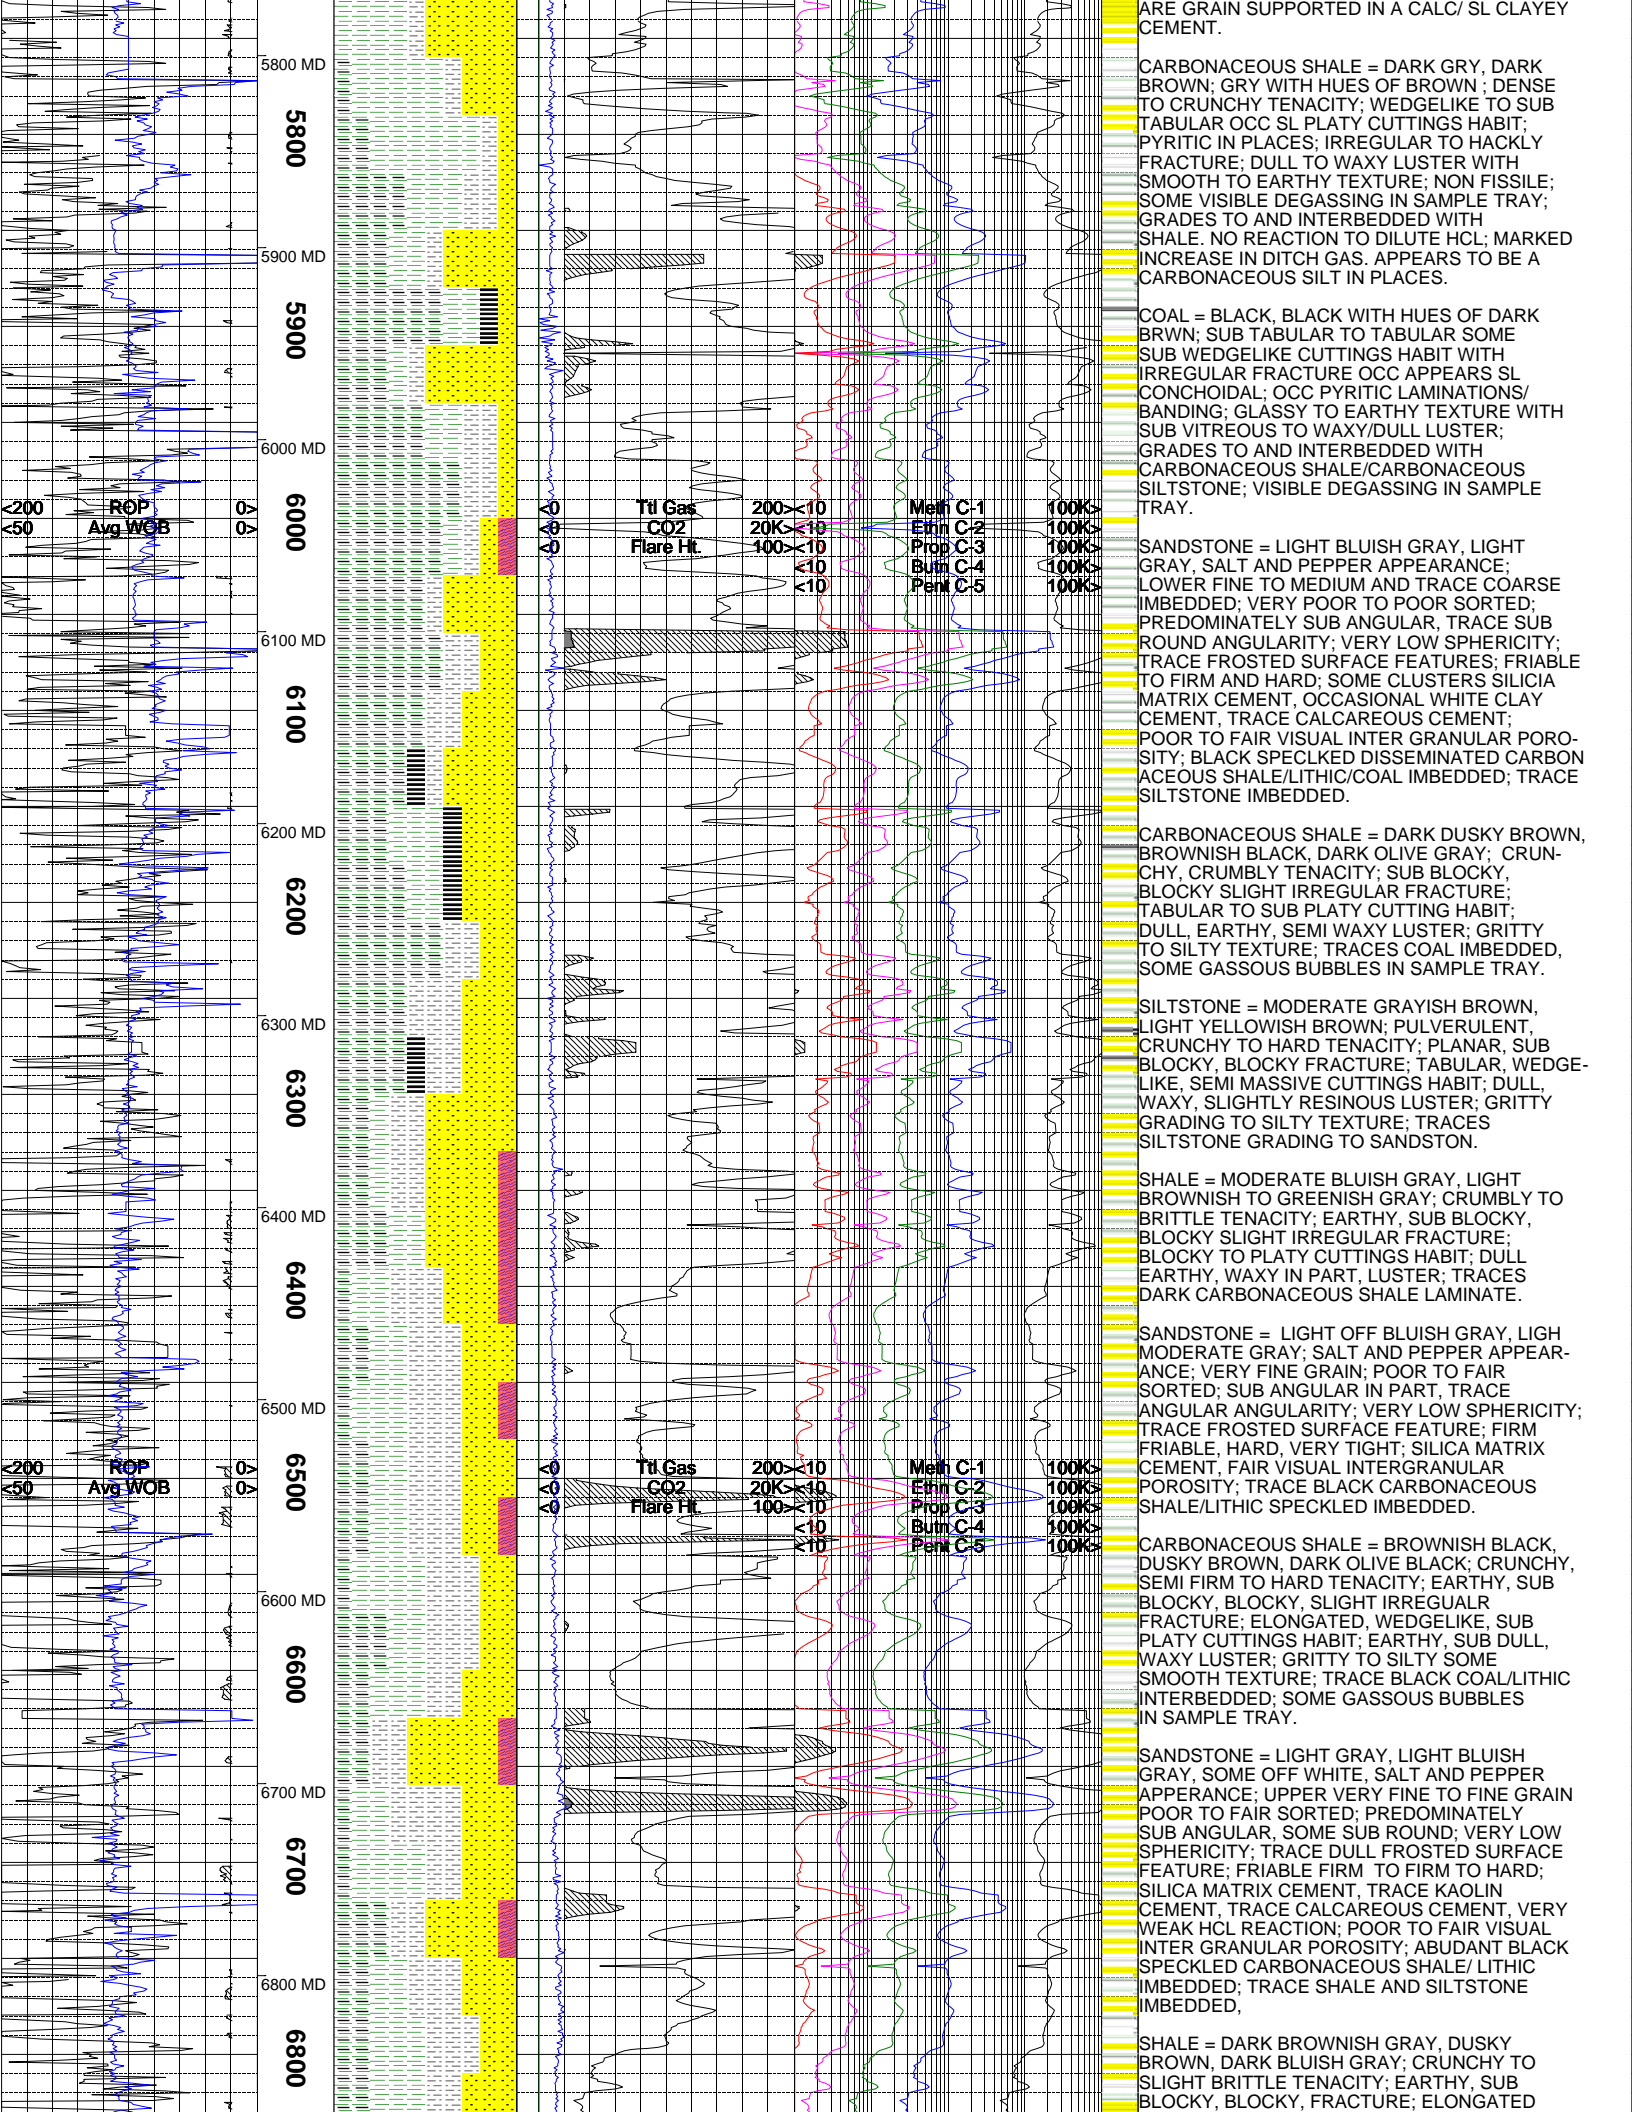 ARE GRAIN SUPPORTED IN A CALC/ SL CLAYEY
CEMENT.
CARBONACEOUS SHALE = DARK GRY, DARK
BROWN; GRY WITH HUES OF BROWN ; DENSE
TO CRUNCHY TENACITY; WEDGELIKE TO SUB
TABULAR OCC SL PLATY CUTTINGS HABIT;
PYRITIC IN PLACES; IRREGULAR TO HACKLY
FRACTURE; DULL TO WAXY LUSTER WITH
SMOOTH TO EARTHY TEXTURE; NON FISSILE;
SOME VISIBLE DEGASSING IN SAMPLE TRAY;
GRADES TO AND INTERBEDDED WITH
SHALE. NO REACTION TO DILUTE HCL; MARKED
INCREASE IN DITCH GAS. APPEARS TO BE A
CARBONACEOUS SILT IN PLACES.
COAL = BLACK, BLACK WITH HUES OF DARK
BRWN; SUB TABULAR TO TABULAR SOME
SUB WEDGELIKE CUTTINGS HABIT WITH
IRREGULAR FRACTURE OCC APPEARS SL
CONCHOIDAL; OCC PYRITIC LAMINATIONS/
BANDING; GLASSY TO EARTHY TEXTURE WITH
SUB VITREOUS TO WAXY/DULL LUSTER;
GRADES TO AND INTERBEDDED WITH
CARBONACEOUS SHALE/CARBONACEOUS
SILTSTONE; VISIBLE DEGASSING IN SAMPLE
TRAY.
SANDSTONE = LIGHT BLUISH GRAY, LIGHT
GRAY, SALT AND PEPPER APPEARANCE;
LOWER FINE TO MEDIUM AND TRACE COARSE
IMBEDDED; VERY POOR TO POOR SORTED;
PREDOMINATELY SUB ANGULAR, TRACE SUB
ROUND ANGULARITY; VERY LOW SPHERICITY;
TRACE FROSTED SURFACE FEATURES; FRIABLE
TO FIRM AND HARD; SOME CLUSTERS SILICIA
MATRIX CEMENT, OCCASIONAL WHITE CLAY
CEMENT, TRACE CALCAREOUS CEMENT;
POOR TO FAIR VISUAL INTER GRANULAR PORO-
SITY; BLACK SPECLKED DISSEMINATED CARBON
ACEOUS SHALE/LITHIC/COAL IMBEDDED; TRACE
SILTSTONE IMBEDDED.
CARBONACEOUS SHALE = DARK DUSKY BROWN,
BROWNISH BLACK, DARK OLIVE GRAY; CRUN-
CHY, CRUMBLY TENACITY; SUB BLOCKY,
BLOCKY SLIGHT IRREGULAR FRACTURE;
TABULAR TO SUB PLATY CUTTING HABIT;
DULL, EARTHY, SEMI WAXY LUSTER; GRITTY
TO SILTY TEXTURE; TRACES COAL IMBEDDED,
SOME GASSOUS BUBBLES IN SAMPLE TRAY.
SILTSTONE = MODERATE GRAYISH BROWN,
LIGHT YELLOWISH BROWN; PULVERULENT,
CRUNCHY TO HARD TENACITY; PLANAR, SUB
BLOCKY, BLOCKY FRACTURE; TABULAR, WEDGE-
LIKE, SEMI MASSIVE CUTTINGS HABIT; DULL,
WAXY, SLIGHTLY RESINOUS LUSTER; GRITTY
GRADING TO SILTY TEXTURE; TRACES
SILTSTONE GRADING TO SANDSTON.
SHALE = MODERATE BLUISH GRAY, LIGHT
BROWNISH TO GREENISH GRAY; CRUMBLY TO
BRITTLE TENACITY; EARTHY, SUB BLOCKY,
BLOCKY SLIGHT IRREGULAR FRACTURE;
BLOCKY TO PLATY CUTTINGS HABIT; DULL
EARTHY, WAXY IN PART, LUSTER; TRACES
DARK CARBONACEOUS SHALE LAMINATE.
SANDSTONE = LIGHT OFF BLUISH GRAY, LIGH
MODERATE GRAY; SALT AND PEPPER APPEAR-
ANCE; VERY FINE GRAIN; POOR TO FAIR
SORTED; SUB ANGULAR IN PART, TRACE
ANGULAR ANGULARITY; VERY LOW SPHERICITY;
TRACE FROSTED SURFACE FEATURE; FIRM
FRIABLE, HARD, VERY TIGHT; SILICA MATRIX
CEMENT, FAIR VISUAL INTERGRANULAR
POROSITY; TRACE BLACK CARBONACEOUS
SHALE/LITHIC SPECKLED IMBEDDED.
CARBONACEOUS SHALE = BROWNISH BLACK,
DUSKY BROWN, DARK OLIVE BLACK; CRUNCHY,
SEMI FIRM TO HARD TENACITY; EARTHY, SUB
BLOCKY, BLOCKY, SLIGHT IRREGUALR
FRACTURE; ELONGATED, WEDGELIKE, SUB
PLATY CUTTINGS HABIT; EARTHY, SUB DULL,
WAXY LUSTER; GRITTY TO SILTY SOME
SMOOTH TEXTURE; TRACE BLACK COAL/LITHIC
INTERBEDDED; SOME GASSOUS BUBBLES
IN SAMPLE TRAY.
SANDSTONE = LIGHT GRAY, LIGHT BLUISH
GRAY, SOME OFF WHITE, SALT AND PEPPER
APPERANCE; UPPER VERY FINE TO FINE GRAIN
POOR TO FAIR SORTED; PREDOMINATELY
SUB ANGULAR, SOME SUB ROUND; VERY LOW
SPHERICITY; TRACE DULL FROSTED SURFACE
FEATURE; FRIABLE FIRM TO FIRM TO HARD;
SILICA MATRIX CEMENT, TRACE KAOLIN
CEMENT, TRACE CALCAREOUS CEMENT, VERY
WEAK HCL REACTION; POOR TO FAIR VISUAL
INTER GRANULAR POROSITY; ABUDANT BLACK
SPECKLED CARBONACEOUS SHALE/ LITHIC
IMBEDDED; TRACE SHALE AND SILTSTONE
IMBEDDED,
SHALE = DARK BROWNISH GRAY, DUSKY
BROWN, DARK BLUISH GRAY; CRUNCHY TO
SLIGHT BRITTLE TENACITY; EARTHY, SUB
BLOCKY, BLOCKY, FRACTURE; ELONGATED
5800 MD
5800
5900 MD
5900
6000 MD
6000
6100 MD
6100
6200 MD
6200
6300 MD
6300
6400 MD
6400
6500 MD
6500
6600 MD
6600
6700 MD
6700
6800 MD
6800
<200 ROP 0>
<50 Avg WOB 0>
<0 Ttl Gas 200>
<0 CO2 20K>
<0 Flare Ht. 100>
<10 Meth C-1 100K>
<10 Ethn C-2 100K>
<10 Prop C-3 100K>
<10 Butn C-4 100K>
<10 Pent C-5 100K>
<200 ROP 0>
<50 Avg WOB 0>
<0 Ttl Gas 200>
<0 CO2 20K>
<0 Flare Ht. 100>
<10 Meth C-1 100K>
<10 Ethn C-2 100K>
<10 Prop C-3 100K>
<10 Butn C-4 100K>
<10 Pent C-5 100K>